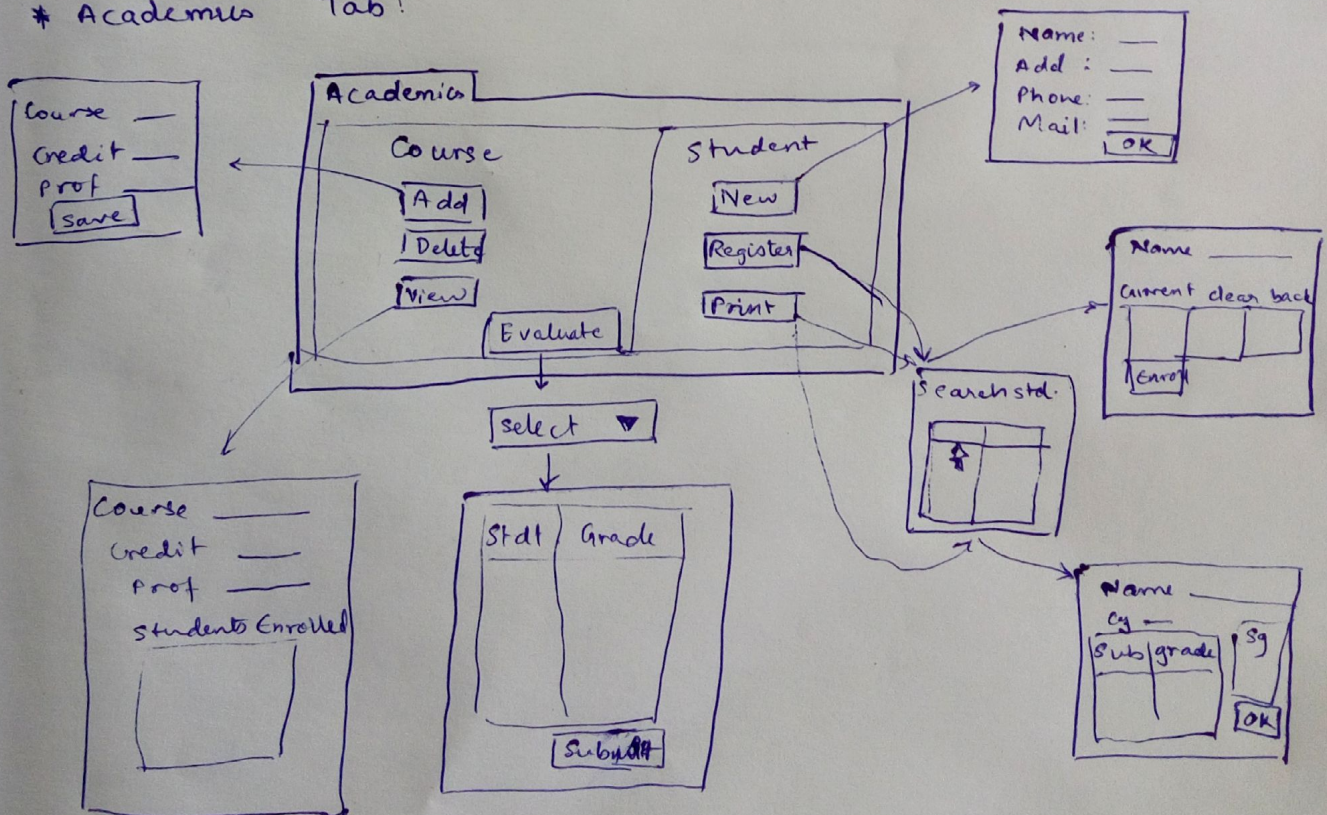 * Academics Tab:
Name:
Add :
Phone:
Mail:
OK
Course
Credit
Prof
Save
Academics
Course
Add
Delete
View
Evaluate
Student
New
Register
Print
Name
Current clear back
Enroll
Search std.
select
Course
Credit
Prof
Students Enrolled
Stdt Grade
Submit
Name
Cg
Sub grade
Sg
OK